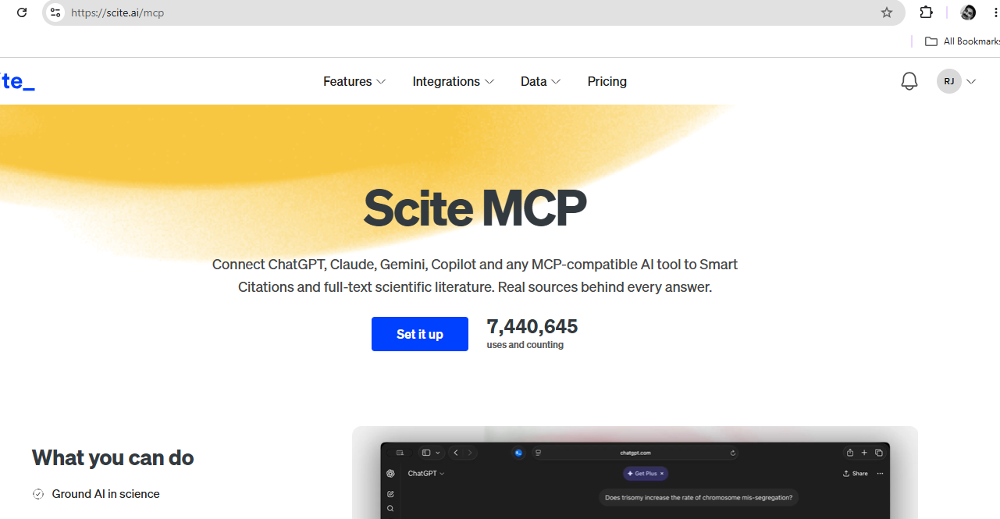 https://scite.ai/mcp
All Bookmarks
te_
Features Integrations Data Pricing
RJ
Scite MCP
Connect ChatGPT, Claude, Gemini, Copilot and any MCP-compatible AI tool to Smart
Citations and full-text scientific literature. Real sources behind every answer.
Set it up
7,440,645
uses and counting
What you can do
Ground AI in science
chatgpt.com
ChatGPT
Get Plus ×
Share
Does trisomy increase the rate of chromosome mis-segregation?